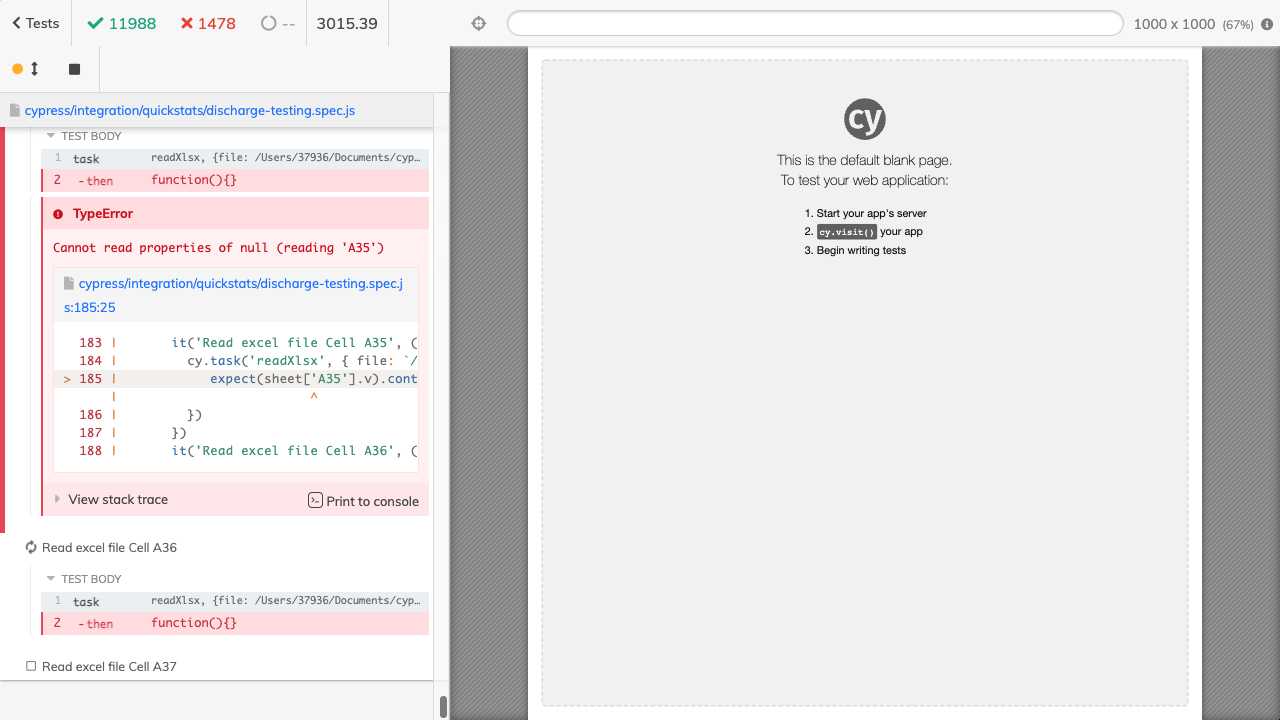 Tests
11988
1478
--
3015.39
1000 x 1000 (67%)
cypress/integration/quickstats/discharge-testing.spec.js
TEST BODY
1 task readXlsx, {file: /Users/37936/Documents/cyp…
2 -then function(){}
TypeError
Cannot read properties of null (reading 'A35')
cypress/integration/quickstats/discharge-testing.spec.j
s:185:25
183 | it('Read excel file Cell A35', (
184 | cy.task('readXlsx', { file: `/
> 185 | expect(sheet['A35'].v).cont
| ^
186 | })
187 | })
188 | it('Read excel file Cell A36', (
View stack trace
Print to console
Read excel file Cell A36
TEST BODY
1 task readXlsx, {file: /Users/37936/Documents/cyp…
2 -then function(){}
Read excel file Cell A37
cy
This is the default blank page.
To test your web application:
1. Start your app's server
2. cy.visit() your app
3. Begin writing tests